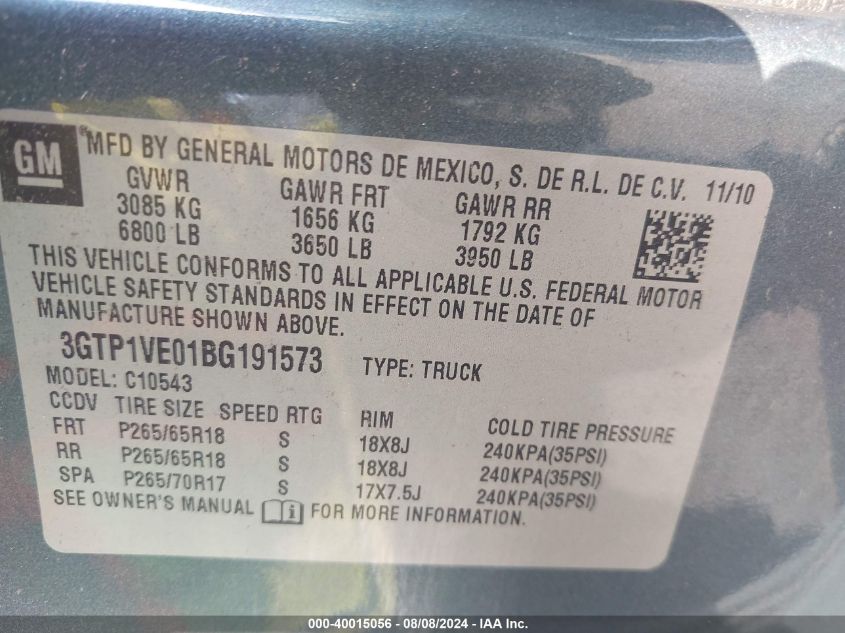 GM ® MFD BY GENERAL MOTORS DE MEXICO, S. DE R.L. DE C.V. 11/10
GVWR GAWR FRT GAWR RR
3085 KG 1656 KG 1792 KG
6800 LB 3650 LB 3950 LB
THIS VEHICLE CONFORMS TO ALL APPLICABLE U.S. FEDERAL MOTOR
VEHICLE SAFETY STANDARDS IN EFFECT ON THE DATE OF
MANUFACTURE SHOWN ABOVE.
3GTP1VE01BG191573 TYPE: TRUCK
MODEL: C10543
CCDV TIRE SIZE SPEED RTG RIM COLD TIRE PRESSURE
FRT P265/65R18 S 18X8J 240KPA(35PSI)
RR P265/65R18 S 18X8J 240KPA(35PSI)
SPA P265/70R17 S 17X7.5J 240KPA(35PSI)
SEE OWNER'S MANUAL i FOR MORE INFORMATION.
000-40015056 - 08/08/2024 - IAA Inc.